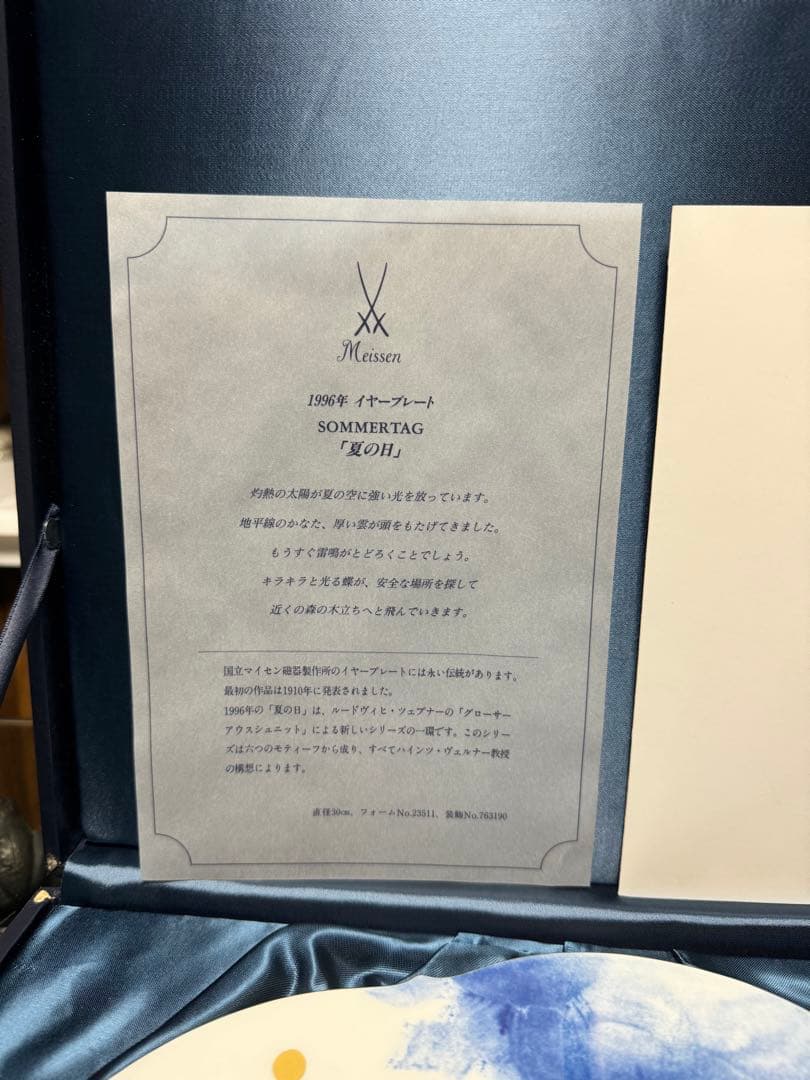 Meissen
1996年 イヤープレート
SOMMERTAG
「夏の日」
灼熱の太陽が夏の空に強い光を放っています。
地平線のかなた、厚い雲が頭をもたげてきました。
もうすぐ雷鳴がとどろくことでしょう。
キラキラと光る蝶が、安全な場所を探して
近くの森の木立ちへと飛んでいきます。
国立マイセン磁器製作所のイヤープレートには永い伝統があります。
最初の作品は1910年に発表されました。
1996年の「夏の日」は、ルードヴィヒ・ツェプナーの「グローサー
アウスシュニット」による新しいシリーズの一環です。このシリー
ズは六つのモティーフから成り、すべてハインツ・ヴェルナー教授
の構想によります。
直径30cm、フォームNo.23511、装飾No.763190